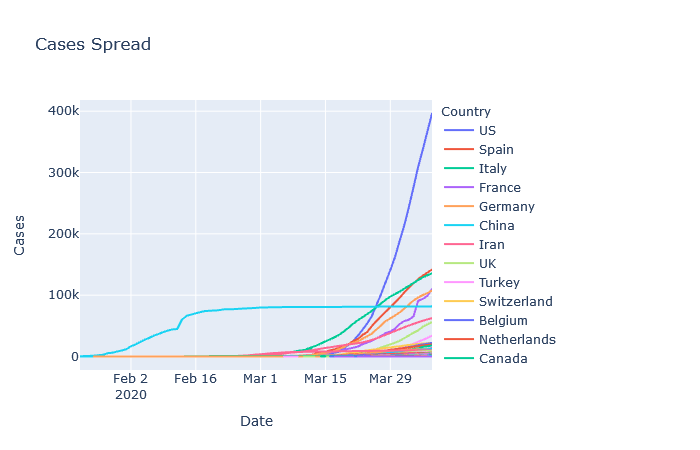 Cases Spread
Country
US
Spain
Italy
France
Germany
China
Iran
UK
Turkey
Switzerland
Belgium
Netherlands
Canada
400k
300k
200k
100k
0
Cases
Feb 2
2020
Feb 16
Mar 1
Mar 15
Mar 29
Date